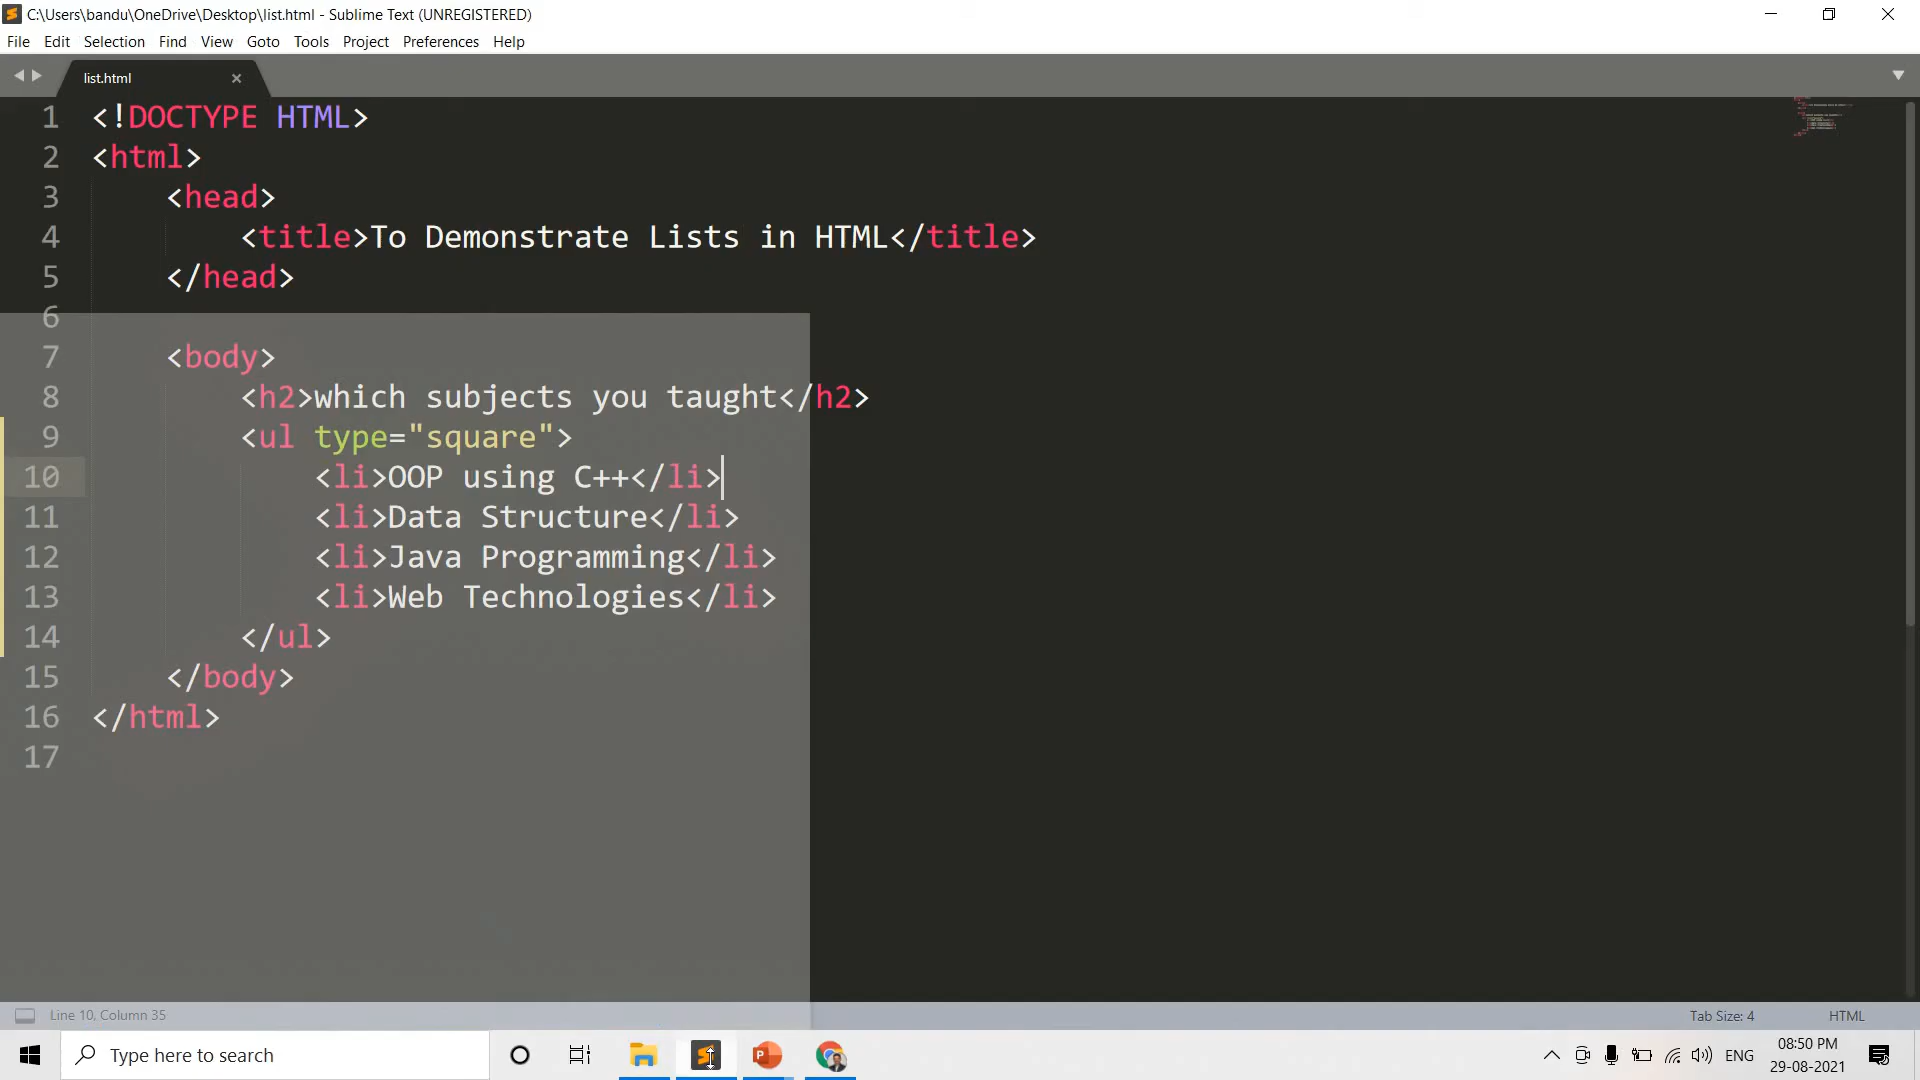 C:\Users\bandu\OneDrive\Desktop\list.html - Sublime Text (UNREGISTERED)
File Edit Selection Find View Goto Tools Project Preferences Help
list.html
1 <!DOCTYPE HTML>
2 <html>
3 <head>
4 <title>To Demonstrate Lists in HTML</title>
5 </head>
6
7 <body>
8 <h2>which subjects you taught</h2>
9 <ul type="square">
10 <li>OOP using C++</li>
11 <li>Data Structure</li>
12 <li>Java Programming</li>
13 <li>Web Technologies</li>
14 </ul>
15 </body>
16 </html>
17
Line 10, Column 35 Tab Size: 4 HTML
Type here to search
ENG
08:50 PM
29-08-2021